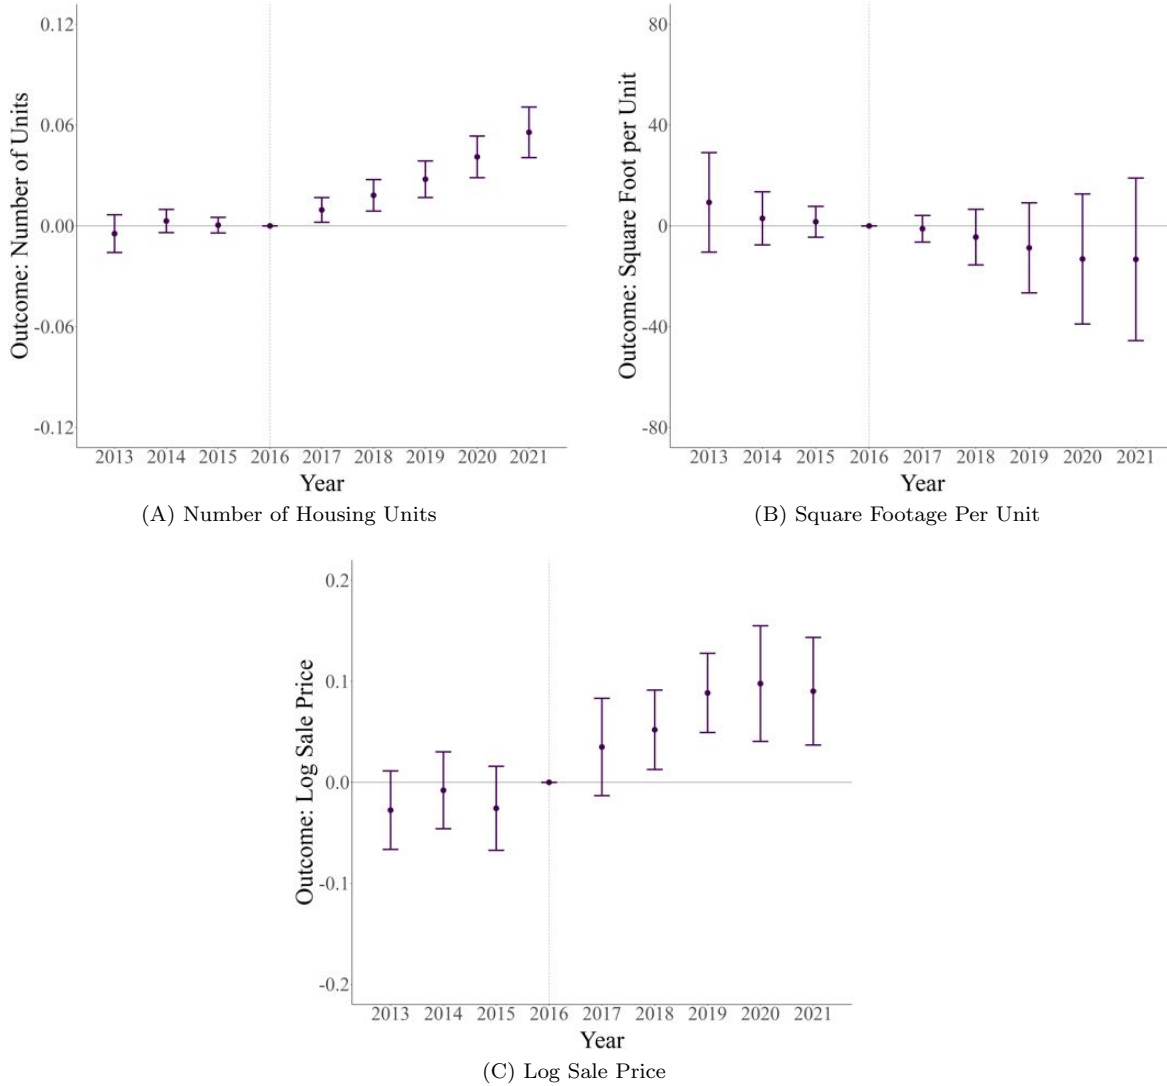 Outcome: Number of Units
0.12
0.06
0.00
-0.06
-0.12
2013 2014 2015 2016 2017 2018 2019 2020 2021
Year
(A) Number of Housing Units
Outcome: Square Foot per Unit
80
40
0
-40
-80
2013 2014 2015 2016 2017 2018 2019 2020 2021
Year
(B) Square Footage Per Unit
Outcome: Log Sale Price
0.2
0.1
0.0
-0.1
-0.2
2013 2014 2015 2016 2017 2018 2019 2020 2021
Year
(C) Log Sale Price